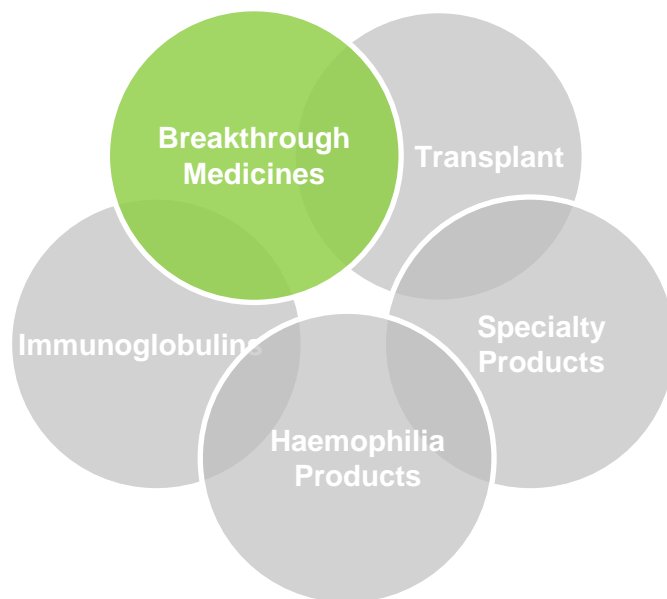 Breakthrough
Medicines
Transplant
Immunoglobulins
Specialty
Products
Haemophilia
Products